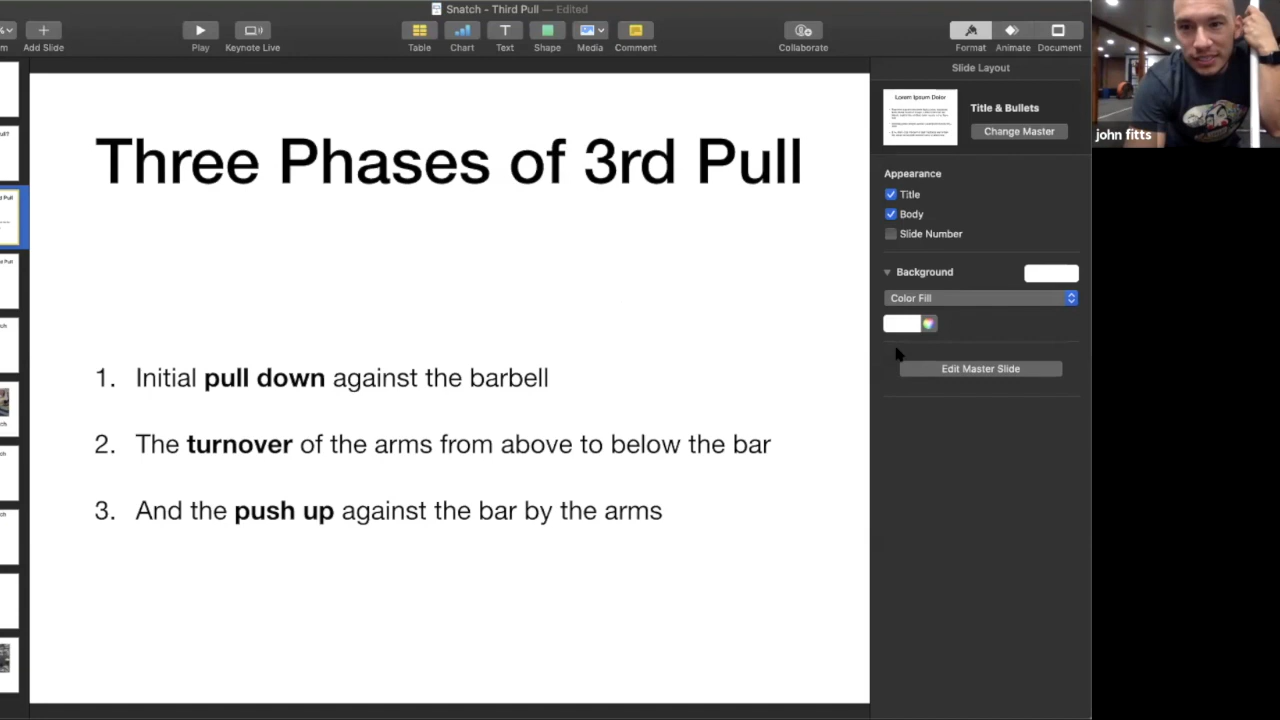 Snatch - Third Pull — Edited
Add Slide
Play
Keynote Live
Table
Chart
Text
Shape
Media
Comment
Collaborate
Format
Animate
Document
Slide Layout
Title & Bullets
Change Master
Lorem Ipsum Dolor
john fitts
Three Phases of 3rd Pull
Appearance
Title
Body
Slide Number
Background
Color Fill
Edit Master Slide
1. Initial pull down against the barbell
2. The turnover of the arms from above to below the bar
3. And the push up against the bar by the arms